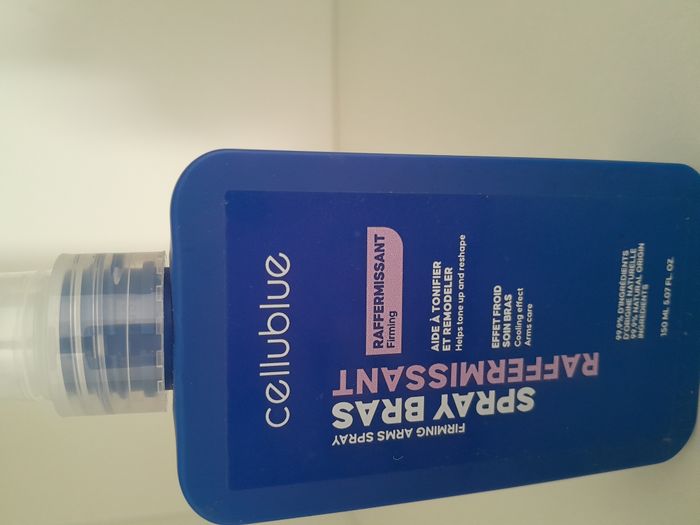 cellublue
RAFFERMISSANT
Firming
AIDE À TONIFIER
ET REMODELER
Helps tone up and reshape
EFFET FROID
SOIN BRAS
Cooling effect
Arms care
FIRMING ARMS SPRAY
SPRAY BRAS
RAFFERMISSANT
99,9% D'INGRÉDIENTS
D'ORIGINE NATURELLE
99,9% NATURAL ORIGIN
INGREDIENTS
150 ML 5.07 FL. OZ.